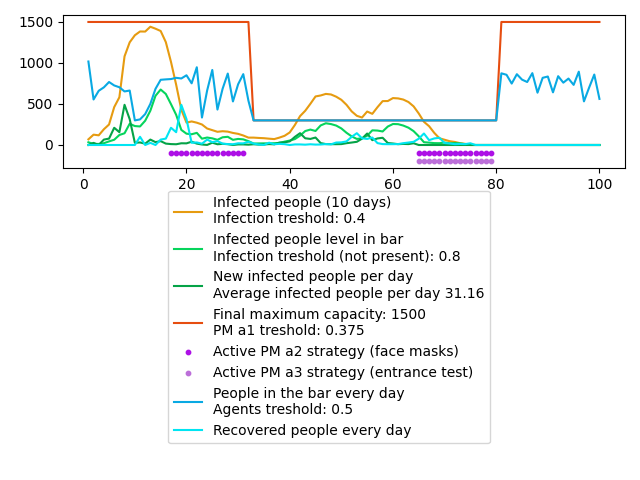 1500
1000
500
0
0
20
40
60
80
100
Infected people (10 days)
Infection treshold: 0.4
Infected people level in bar
Infection treshold (not present): 0.8
New infected people per day
Average infected people per day 31.16
Final maximum capacity: 1500
PM a1 treshold: 0.375
Active PM a2 strategy (face masks)
Active PM a3 strategy (entrance test)
People in the bar every day
Agents treshold: 0.5
Recovered people every day